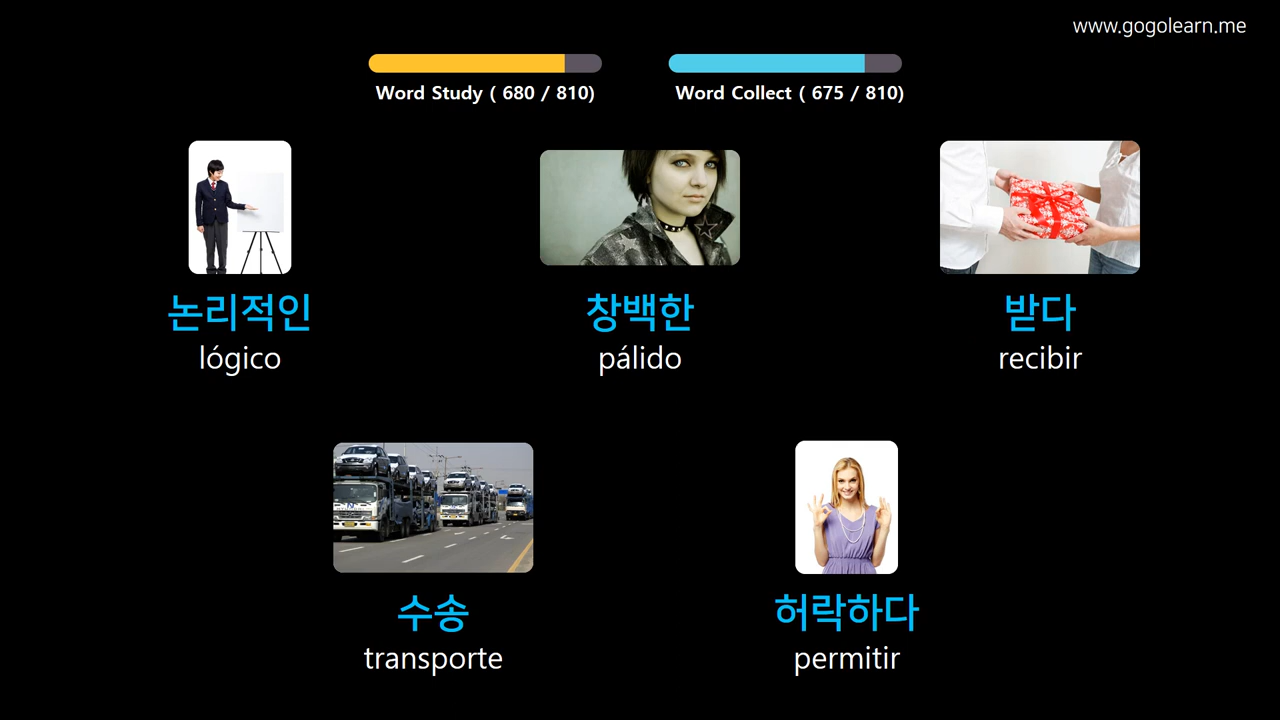 www.gogolearn.me
Word Study ( 680 / 810)
Word Collect ( 675 / 810)
논리적인
lógico
창백한
pálido
받다
recibir
수송
transporte
허락하다
permitir